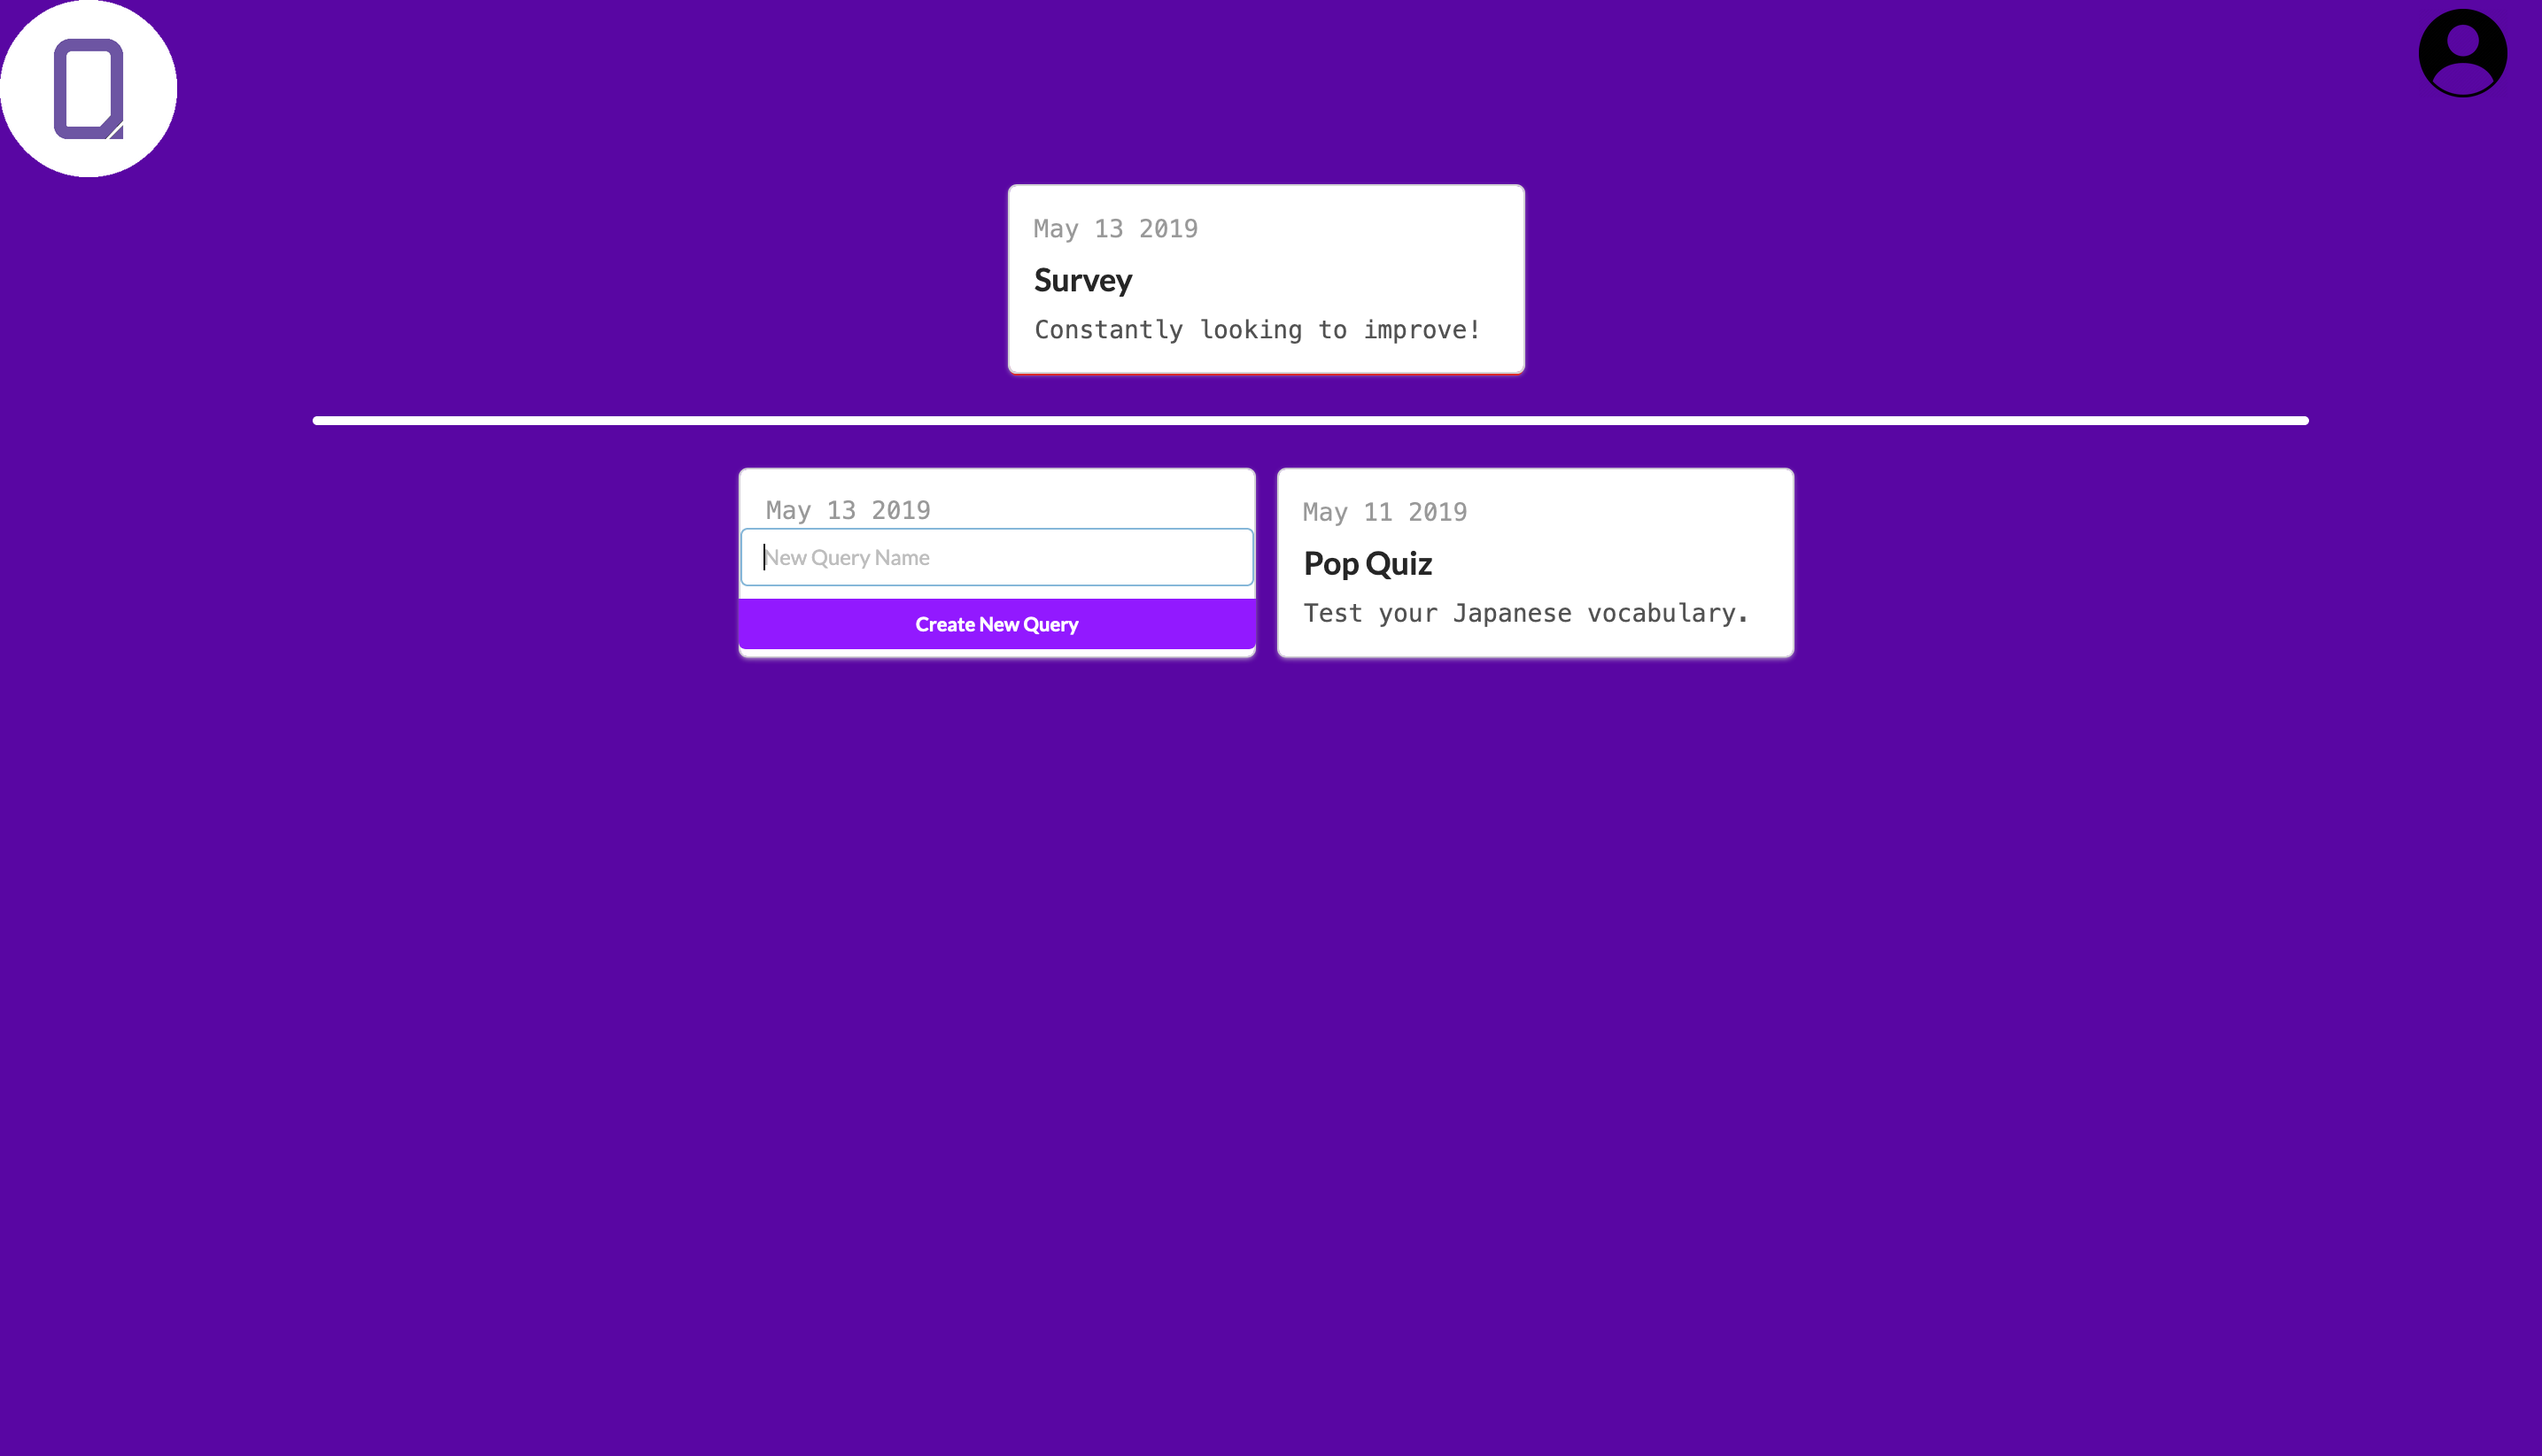 May 13 2019
Survey
Constantly looking to improve!
May 13 2019
New Query Name
Create New Query
May 11 2019
Pop Quiz
Test your Japanese vocabulary.